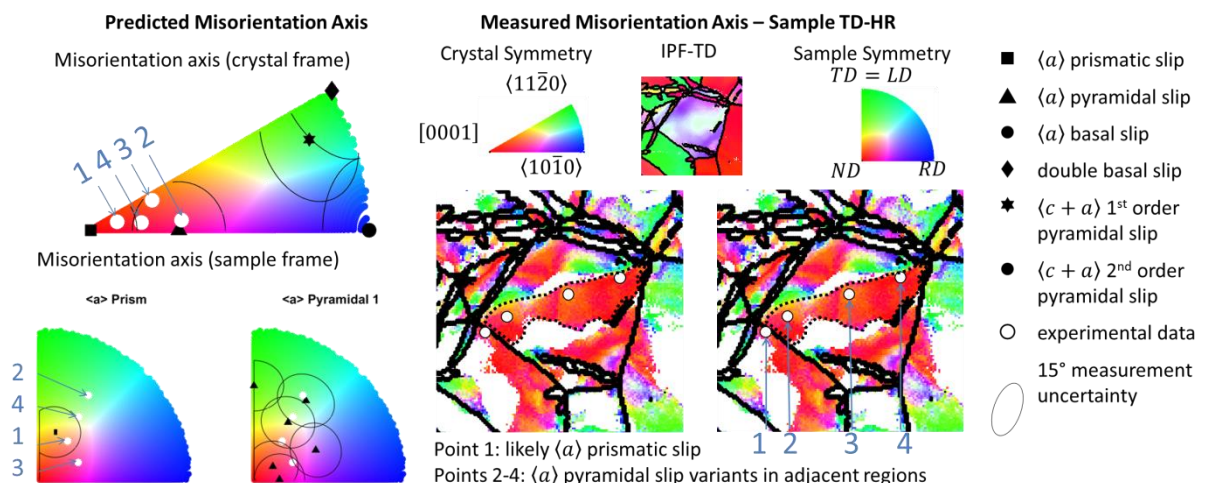 Predicted Misorientation Axis
Misorientation axis (crystal frame)
1 4 3 2
Misorientation axis (sample frame)
<a> Prism
<a> Pyramidal 1
2
4
1
3
Measured Misorientation Axis – Sample TD-HR
Crystal Symmetry
⟨112̄0⟩
[0001]
⟨101̄0⟩
IPF-TD
Sample Symmetry
TD = LD
ND
RD
1 2 3 4
Point 1: likely ⟨a⟩ prismatic slip
Points 2-4: ⟨a⟩ pyramidal slip variants in adjacent regions
⟨a⟩ prismatic slip
⟨a⟩ pyramidal slip
⟨a⟩ basal slip
double basal slip
⟨c + a⟩ 1st order
pyramidal slip
⟨c + a⟩ 2nd order
pyramidal slip
experimental data
15° measurement
uncertainty